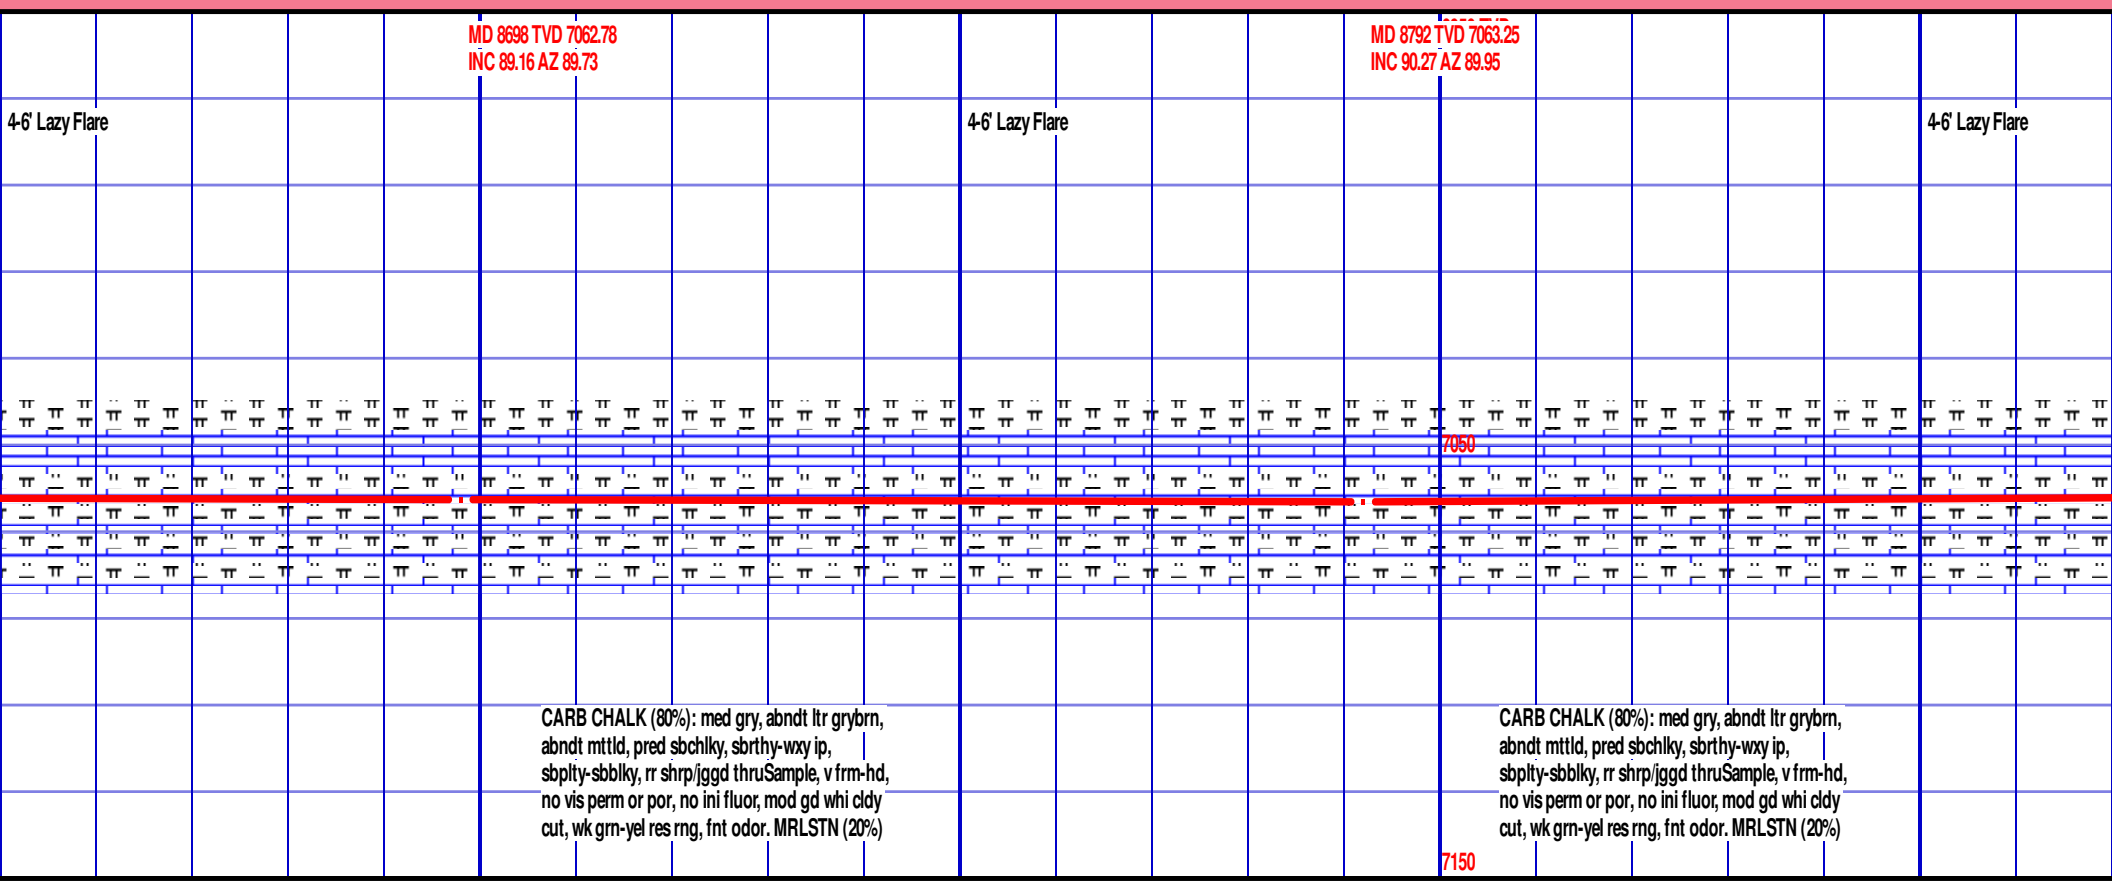 MD 8698 TVD 7062.78
INC 89.16 AZ 89.73
MD 8792 TVD 7063.25
INC 90.27 AZ 89.95
4-6' Lazy Flare
4-6' Lazy Flare
4-6' Lazy Flare
7050
CARB CHALK (80%): med gry, abndt ltr grybrn,
abndt mttld, pred sbchlky, sbrthy-wxy ip,
sbplty-sbblky, rr shrp/jggd thruSample, v frm-hd,
no vis perm or por, no ini fluor, mod gd whi cldy
cut, wk grn-yel res rng, fnt odor. MRLSTN (20%)
CARB CHALK (80%): med gry, abndt ltr grybrn,
abndt mttld, pred sbchlky, sbrthy-wxy ip,
sbplty-sbblky, rr shrp/jggd thruSample, v frm-hd,
no vis perm or por, no ini fluor, mod gd whi cldy
cut, wk grn-yel res rng, fnt odor. MRLSTN (20%)
7150